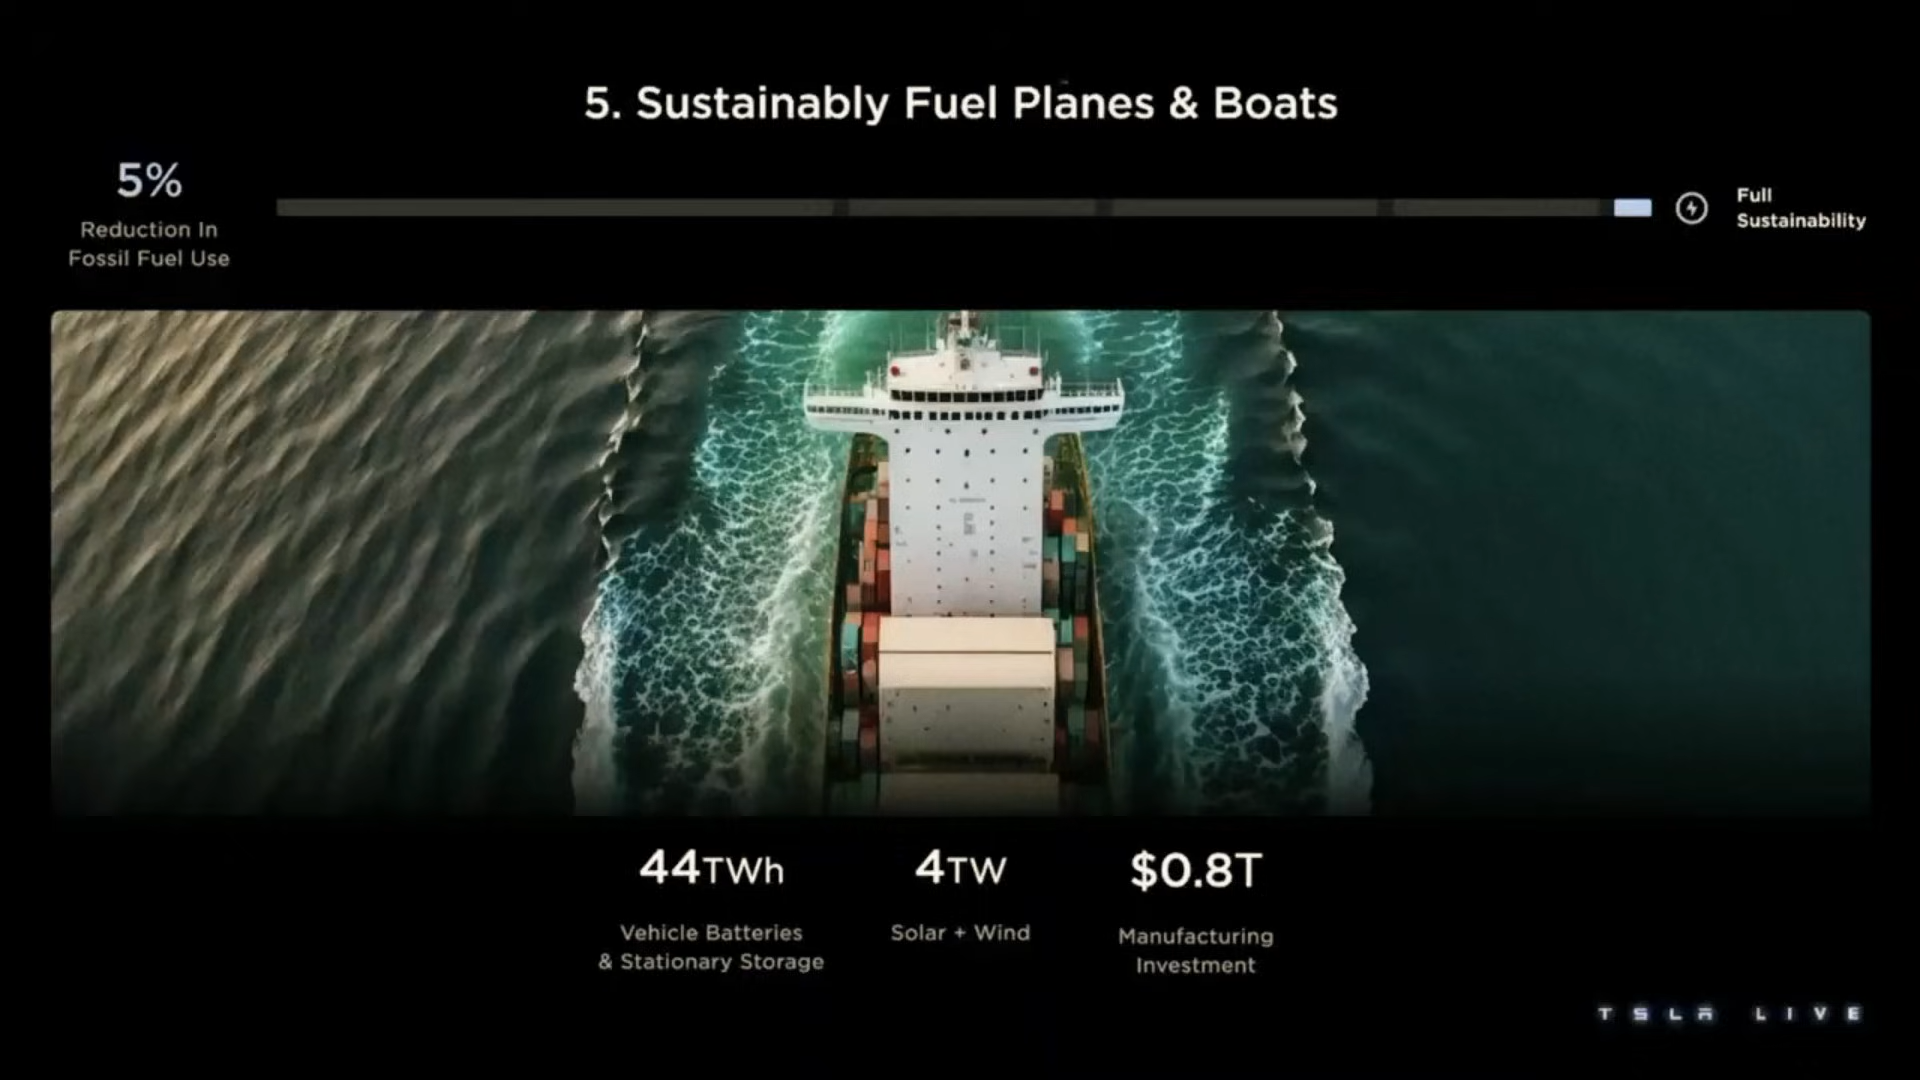 5. Sustainably Fuel Planes & Boats
5%
Reduction In
Fossil Fuel Use
Full
Sustainability
44TWh
Vehicle Batteries
& Stationary Storage
4TW
Solar + Wind
$0.8T
Manufacturing
Investment
TSLA LIVE